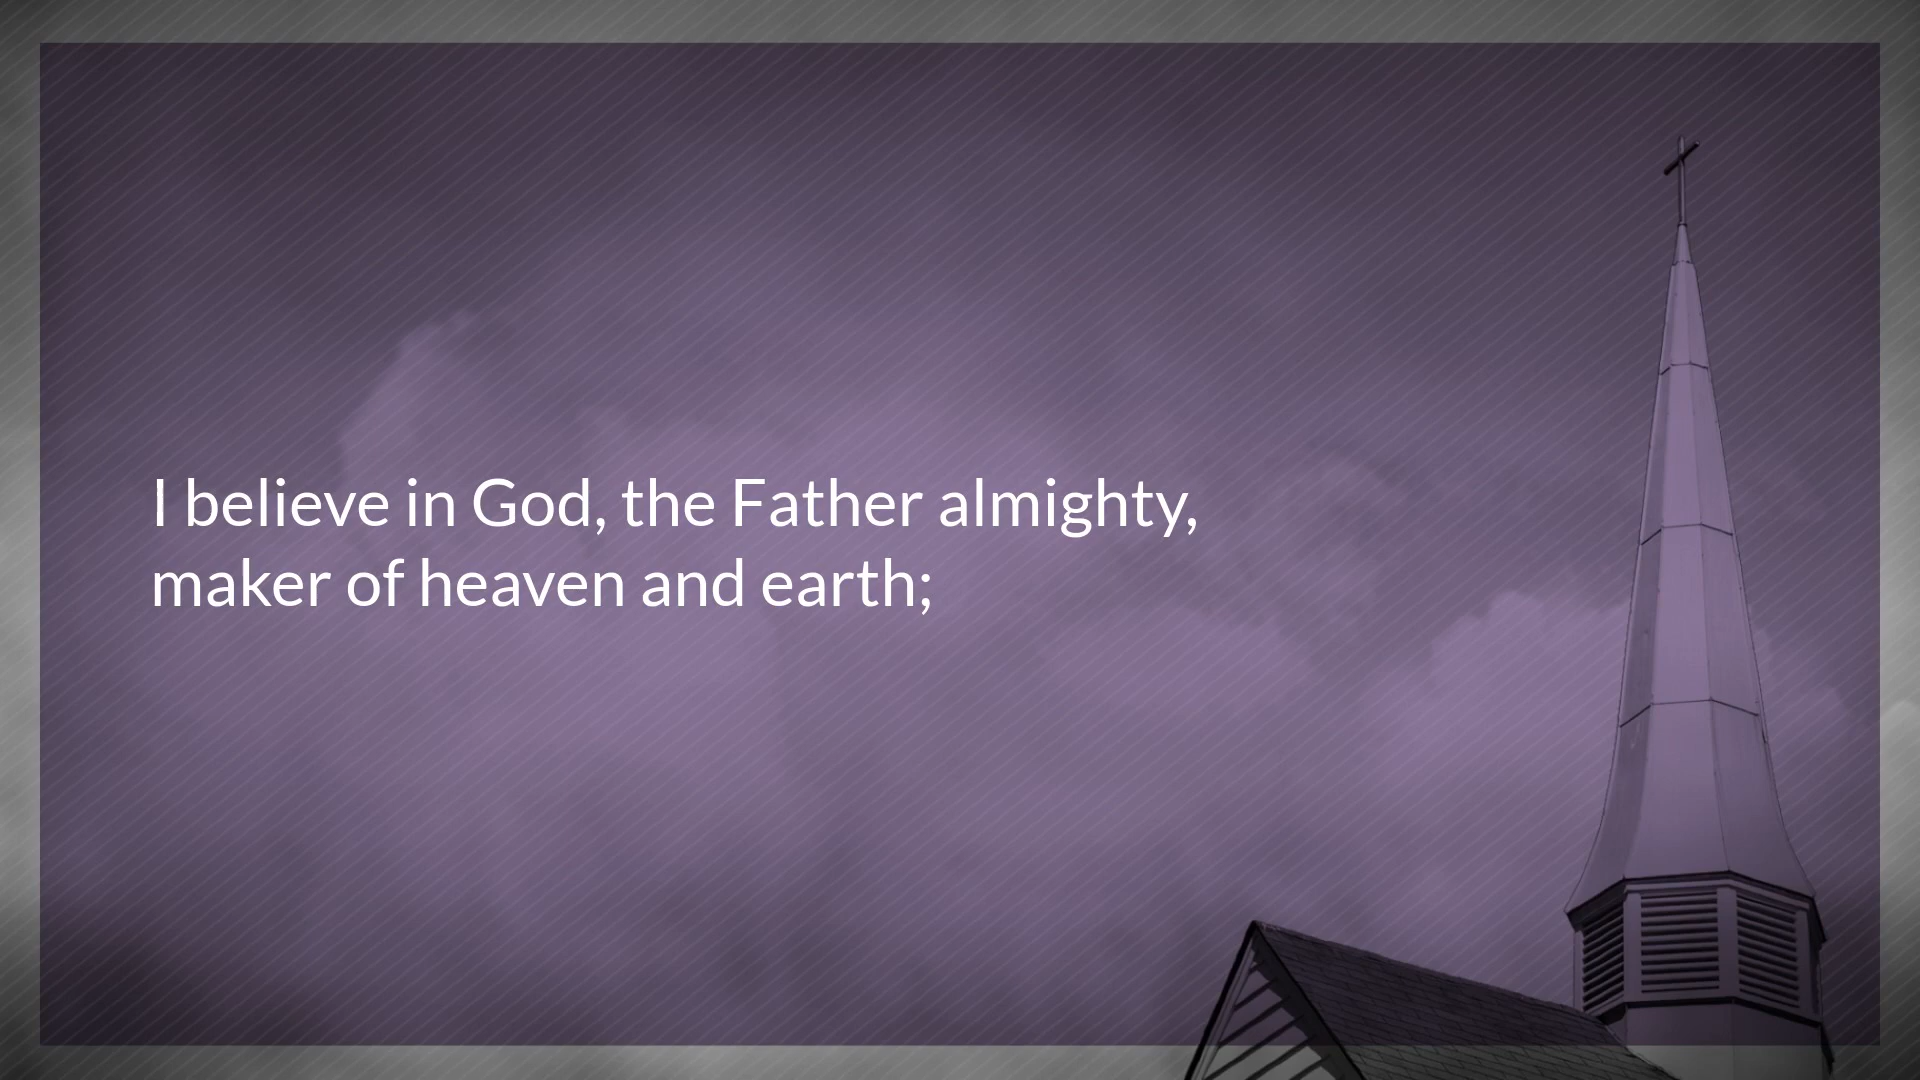 I believe in God, the Father almighty,
maker of heaven and earth;